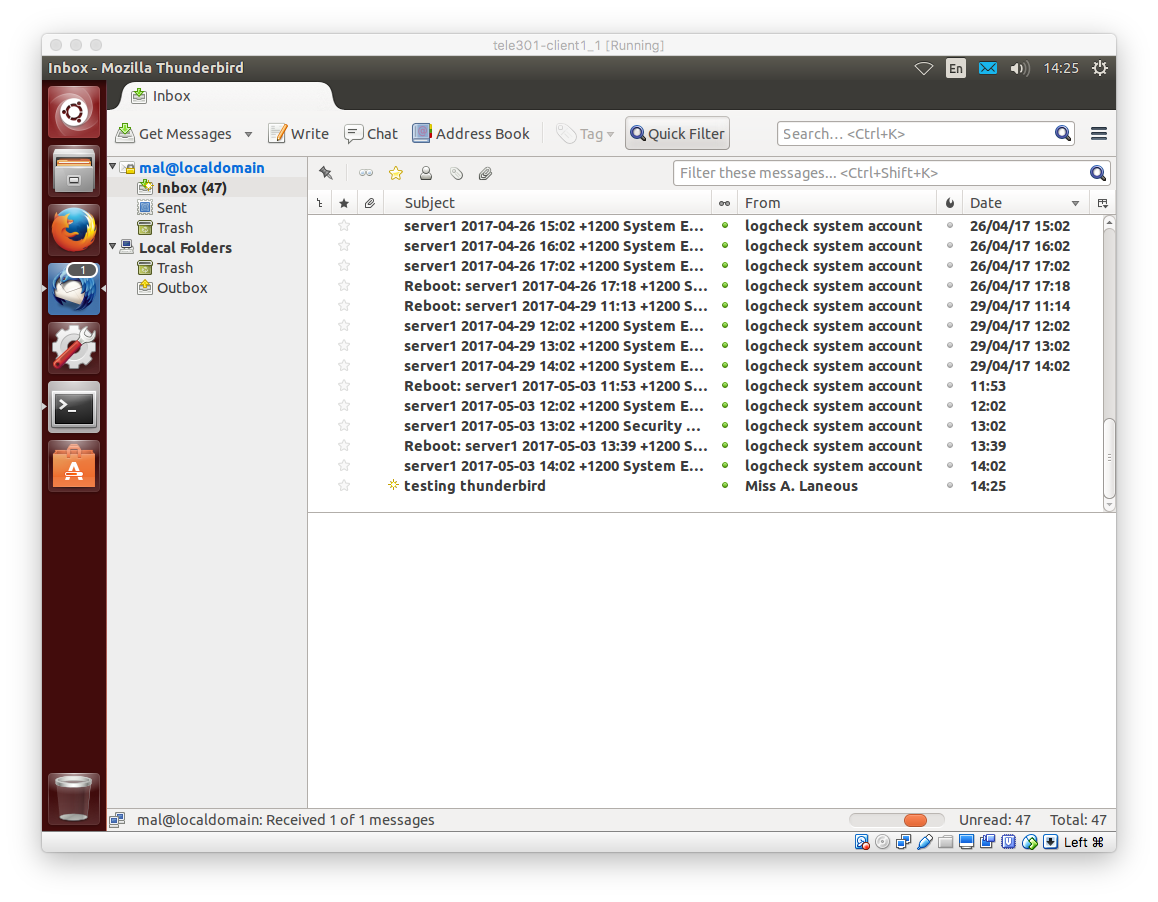 tele301-client1_1 [Running]
Inbox - Mozilla Thunderbird En 14:25
Inbox
Get Messages Write Chat Address Book Tag Quick Filter Search... <Ctrl+K>
mal@localdomain Filter these messages... <Ctrl+Shift+K>
Inbox (47)
Sent
Trash
Local Folders
Trash
Outbox
1
Subject From Date
server1 2017-04-26 15:02 +1200 System E... logcheck system account 26/04/17 15:02
server1 2017-04-26 16:02 +1200 System E... logcheck system account 26/04/17 16:02
server1 2017-04-26 17:02 +1200 System E... logcheck system account 26/04/17 17:02
Reboot: server1 2017-04-26 17:18 +1200 S... logcheck system account 26/04/17 17:18
Reboot: server1 2017-04-29 11:13 +1200 S... logcheck system account 29/04/17 11:14
server1 2017-04-29 12:02 +1200 System E... logcheck system account 29/04/17 12:02
server1 2017-04-29 13:02 +1200 System E... logcheck system account 29/04/17 13:02
server1 2017-04-29 14:02 +1200 System E... logcheck system account 29/04/17 14:02
Reboot: server1 2017-05-03 11:53 +1200 S... logcheck system account 11:53
server1 2017-05-03 12:02 +1200 System E... logcheck system account 12:02
server1 2017-05-03 13:02 +1200 Security ... logcheck system account 13:02
Reboot: server1 2017-05-03 13:39 +1200 S... logcheck system account 13:39
server1 2017-05-03 14:02 +1200 System E... logcheck system account 14:02
testing thunderbird Miss A. Laneous 14:25
mal@localdomain: Received 1 of 1 messages Unread: 47 Total: 47
Left ⌘